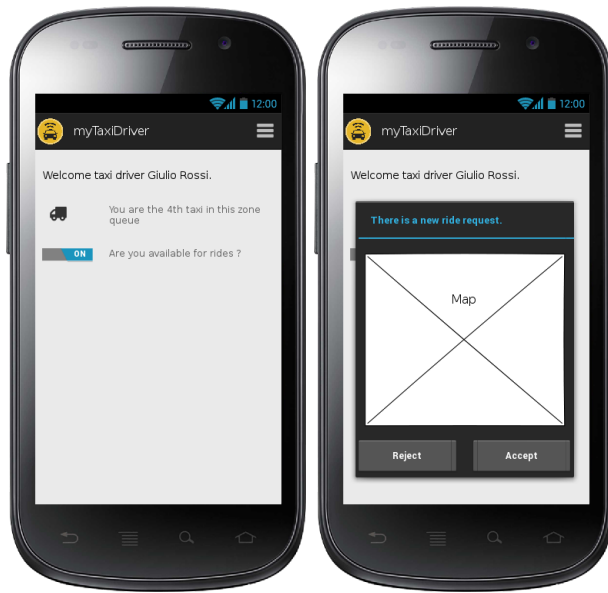 12:00
myTaxiDriver
Welcome taxi driver Giulio Rossi.
You are the 4th taxi in this zone
queue
ON
Are you available for rides ?
12:00
myTaxiDriver
Welcome taxi driver Giulio Rossi.
There is a new ride request.
Map
Reject
Accept